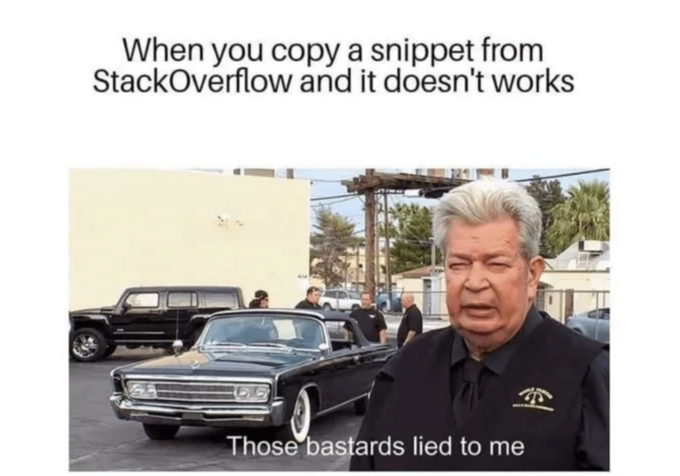 When you copy a snippet from
StackOverflow and it doesn't works
Those bastards lied to me